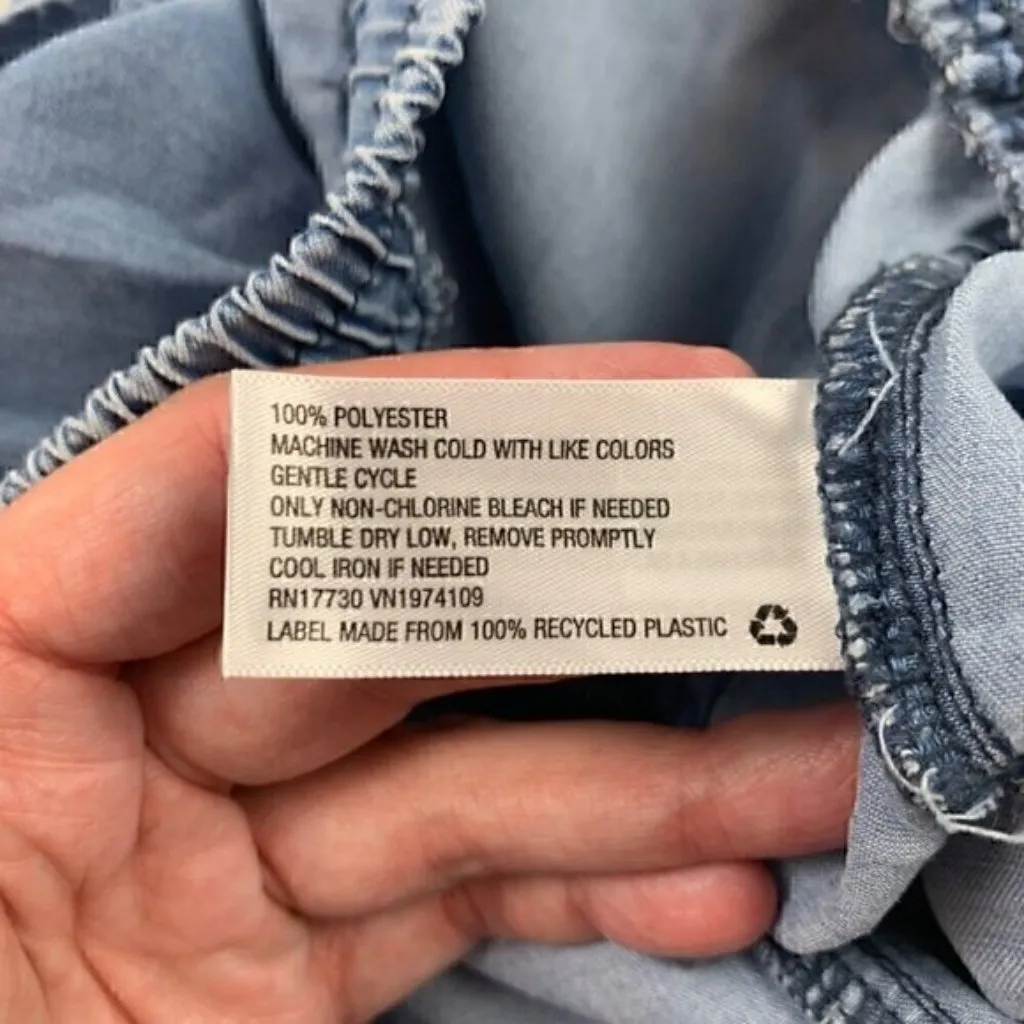 100% POLYESTER
MACHINE WASH COLD WITH LIKE COLORS
GENTLE CYCLE
ONLY NON-CHLORINE BLEACH IF NEEDED
TUMBLE DRY LOW, REMOVE PROMPTLY
COOL IRON IF NEEDED
RN17730 VN1974109
LABEL MADE FROM 100% RECYCLED PLASTIC